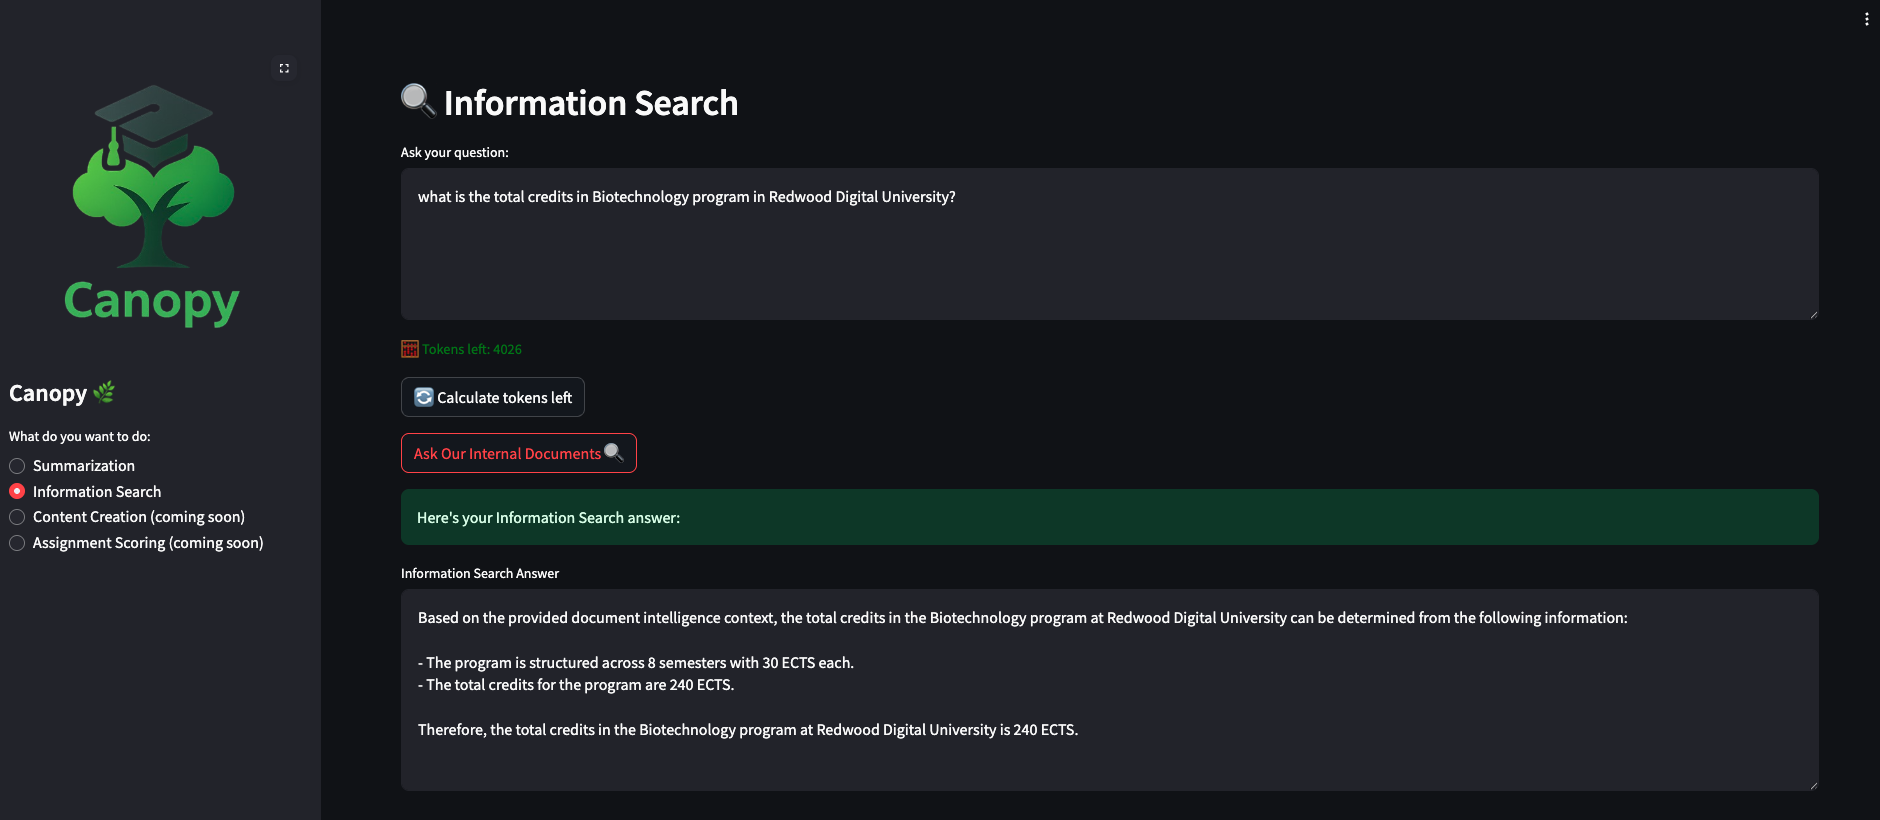 Canopy
Canopy 🌿
What do you want to do:
Summarization
Information Search
Content Creation (coming soon)
Assignment Scoring (coming soon)
🔍 Information Search
Ask your question:
what is the total credits in Biotechnology program in Redwood Digital University?
🧮 Tokens left: 4026
🔄 Calculate tokens left
Ask Our Internal Documents 🔍
Here's your Information Search answer:
Information Search Answer
Based on the provided document intelligence context, the total credits in the Biotechnology program at Redwood Digital University can be determined from the following information:
- The program is structured across 8 semesters with 30 ECTS each.
- The total credits for the program are 240 ECTS.
Therefore, the total credits in the Biotechnology program at Redwood Digital University is 240 ECTS.